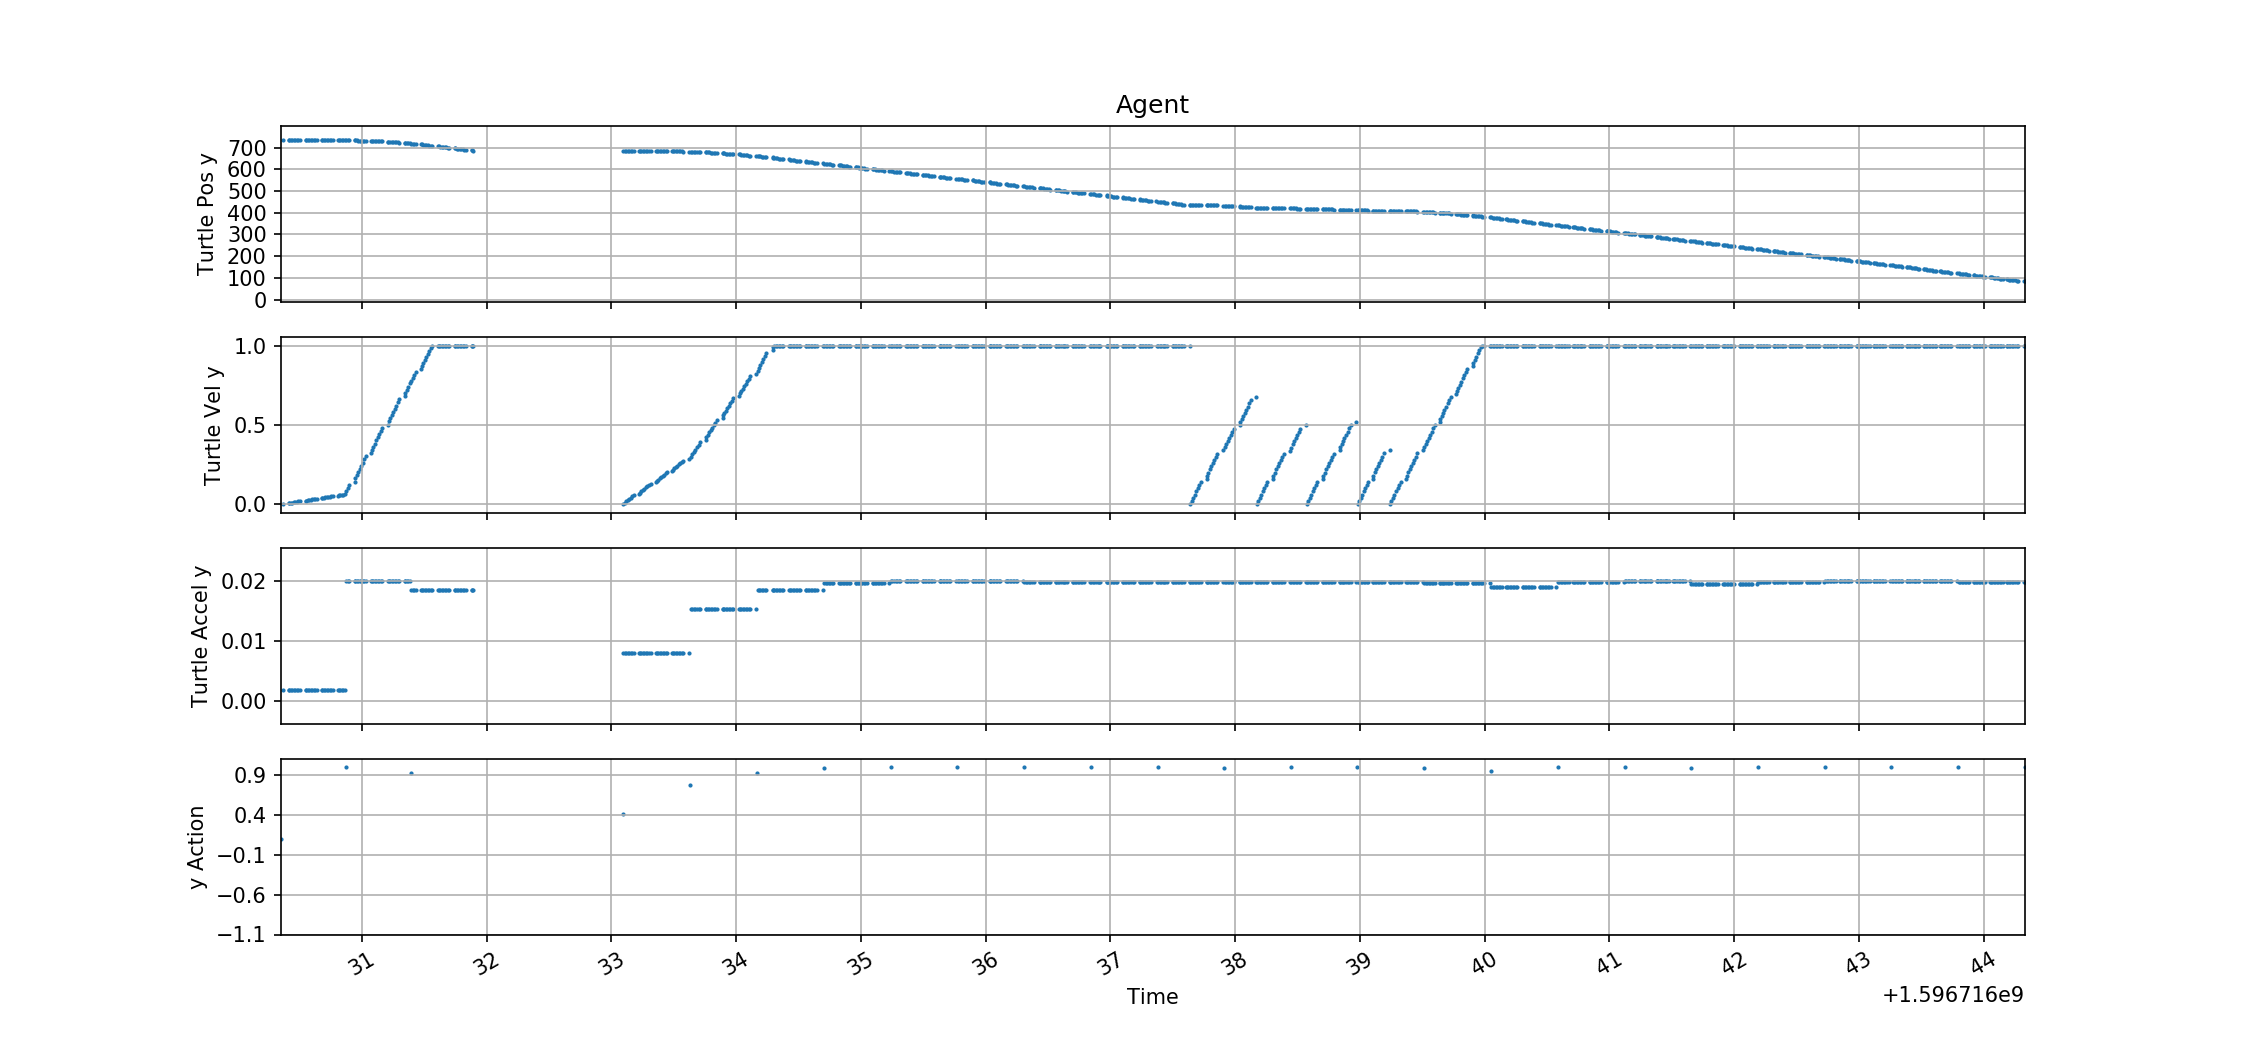 Agent
Turtle Pos y
700
600
500
400
300
200
100
0
Turtle Vel y
1.0
0.5
0.0
Turtle Accel y
0.02
0.01
0.00
y Action
0.9
0.4
−0.1
−0.6
−1.1
31 32 33 34 35 36 37 38 39 40 41 42 43 44
Time
+1.596716e9